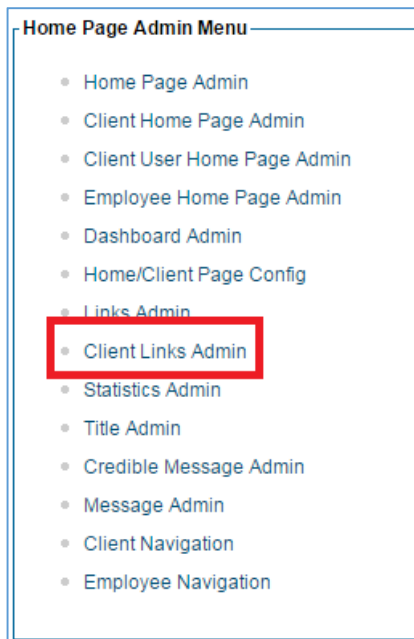 Home Page Admin Menu
Home Page Admin
Client Home Page Admin
Client User Home Page Admin
Employee Home Page Admin
Dashboard Admin
Home/Client Page Config
Links Admin
Client Links Admin
Statistics Admin
Title Admin
Credible Message Admin
Message Admin
Client Navigation
Employee Navigation